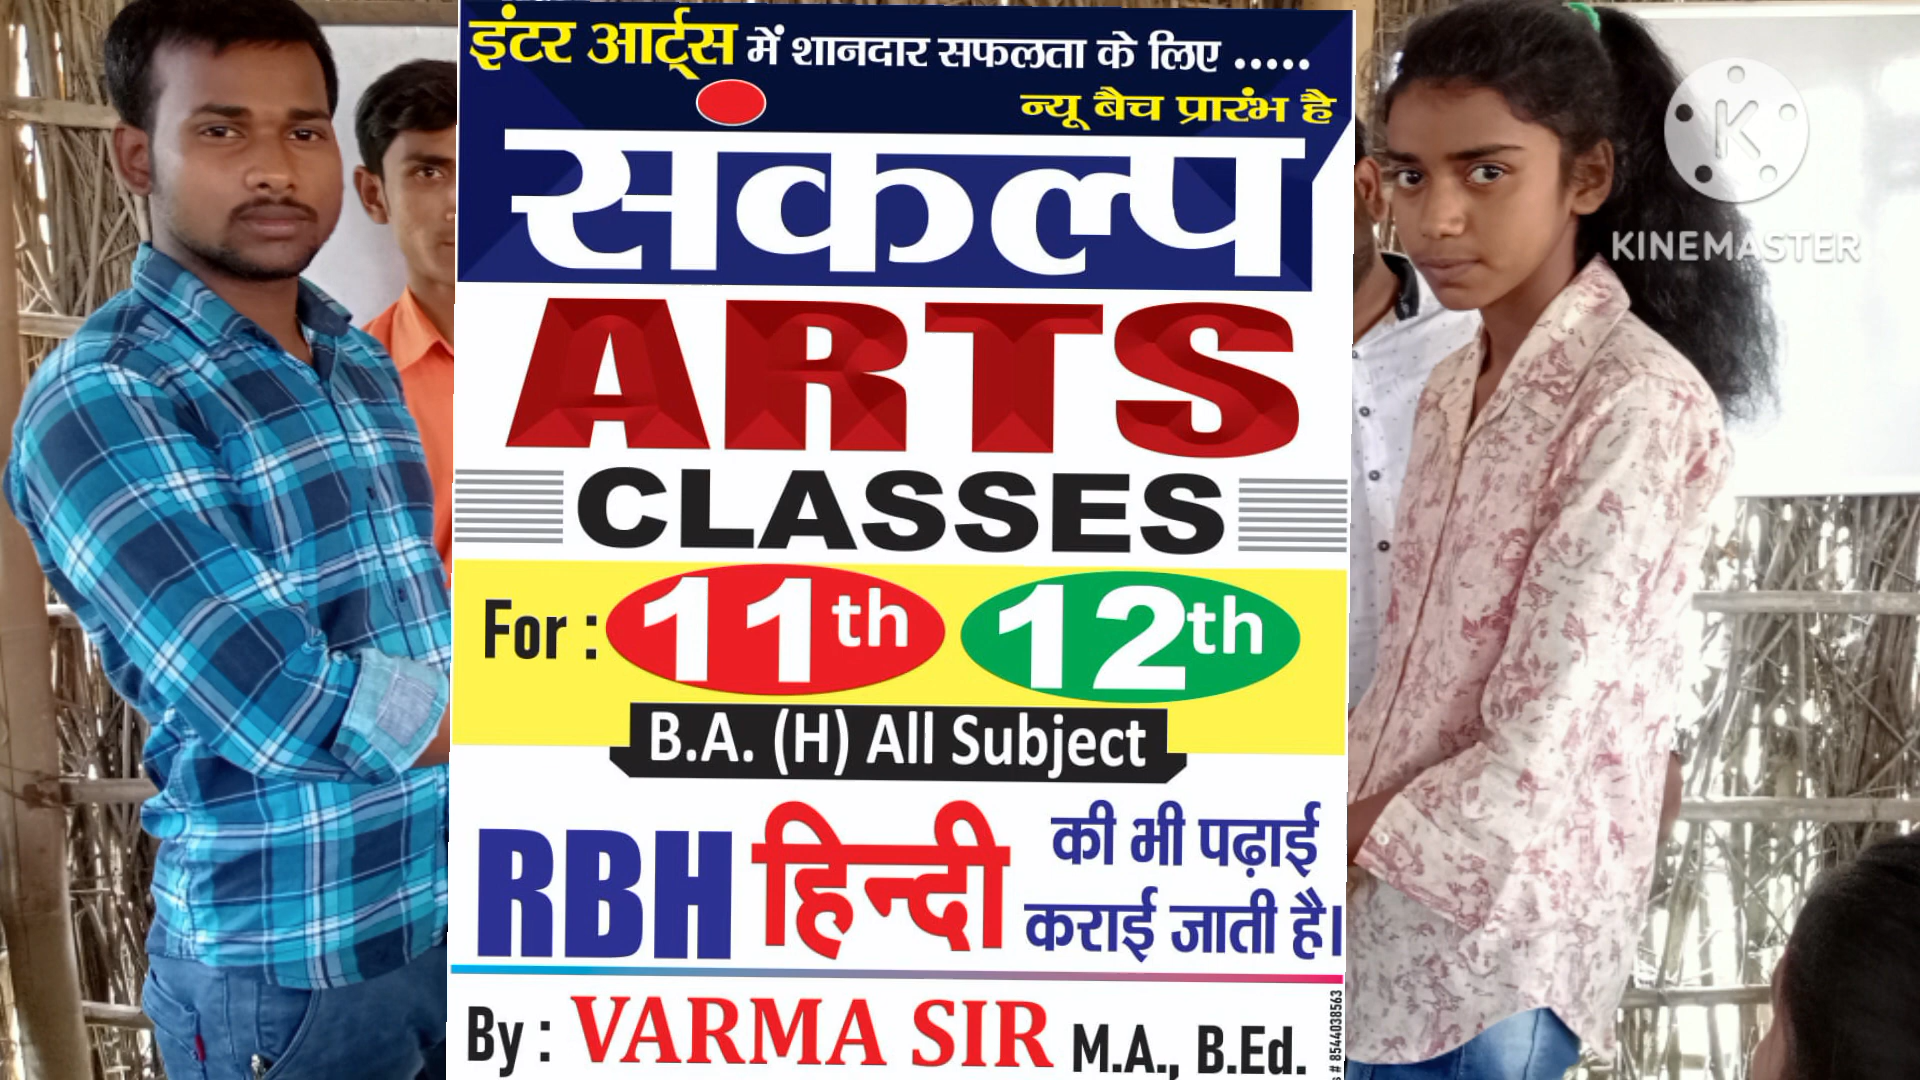 इंटर आर्ट्स में शानदार सफलता के लिए .....
न्यू बैच प्रारंभ है
संकल्प
ARTS
CLASSES
For : 11th 12th
B.A. (H) All Subject
RBH हिन्दी की भी पढ़ाई
कराई जाती है।
By : VARMA SIR M.A., B.Ed.
# 8544038563
K
KINEMASTER